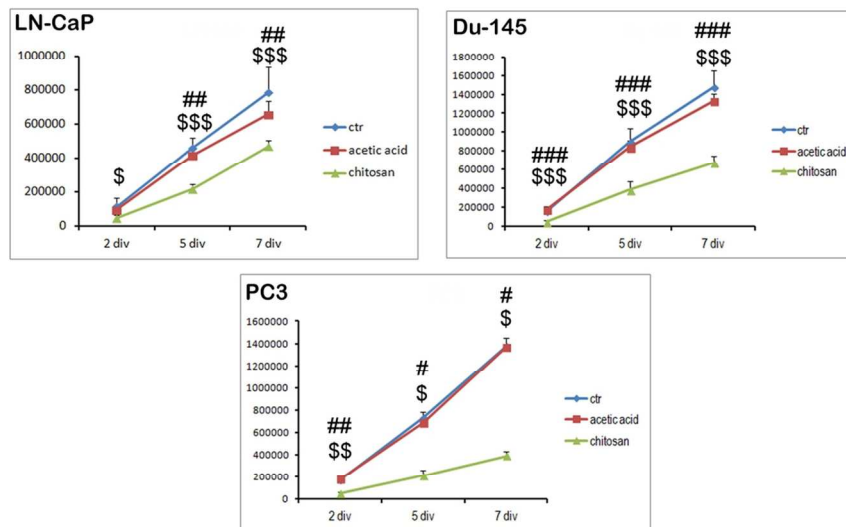 LN-CaP
1000000
800000
600000
400000
200000
0
$
##
$$$
##
$$$
2 div 5 div 7 div
ctr
acetic acid
chitosan
Du-145
1800000
1600000
1400000
1200000
1000000
800000
600000
400000
200000
0
###
$$$
###
$$$
###
$$$
2 div 5 div 7 div
ctr
acetic acid
chitosan
PC3
1600000
1400000
1200000
1000000
800000
600000
400000
200000
0
##
$$
#
$
#
$
2 div 5 div 7 div
ctr
acetic acid
chitosan